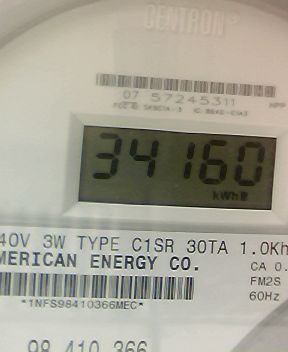 CENTRON®
07 57245311
34160
kWh
40V 3W TYPE C1SR 30TA 1.0Kh
MERICAN ENERGY CO.
CA 0.
FM2S
60Hz
*1NFS98410366MEC*
98 410 366